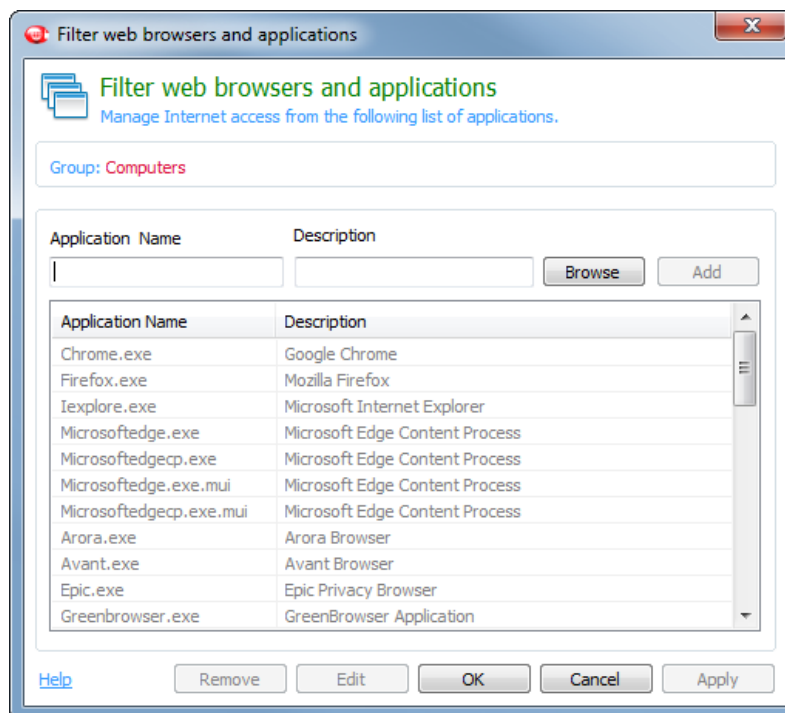 Filter web browsers and applications
Filter web browsers and applications
Manage Internet access from the following list of applications.
Group: Computers
Application Name Description
Browse Add
Application Name Description
Chrome.exe Google Chrome
Firefox.exe Mozilla Firefox
Iexplore.exe Microsoft Internet Explorer
Microsoftedge.exe Microsoft Edge Content Process
Microsoftedgecp.exe Microsoft Edge Content Process
Microsoftedge.exe.mui Microsoft Edge Content Process
Microsoftedgecp.exe.mui Microsoft Edge Content Process
Arora.exe Arora Browser
Avant.exe Avant Browser
Epic.exe Epic Privacy Browser
Greenbrowser.exe GreenBrowser Application
Help Remove Edit OK Cancel Apply